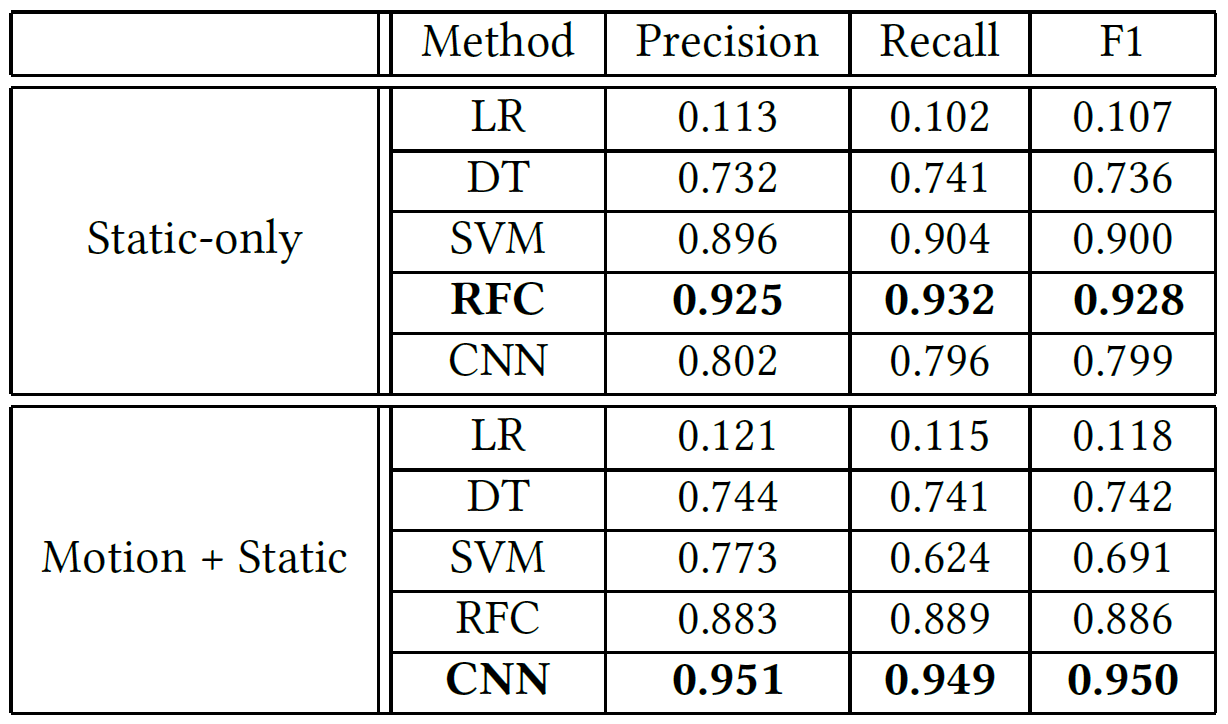 Method Precision Recall F1
Static-only
LR 0.113 0.102 0.107
DT 0.732 0.741 0.736
SVM 0.896 0.904 0.900
RFC 0.925 0.932 0.928
CNN 0.802 0.796 0.799
Motion + Static
LR 0.121 0.115 0.118
DT 0.744 0.741 0.742
SVM 0.773 0.624 0.691
RFC 0.883 0.889 0.886
CNN 0.951 0.949 0.950